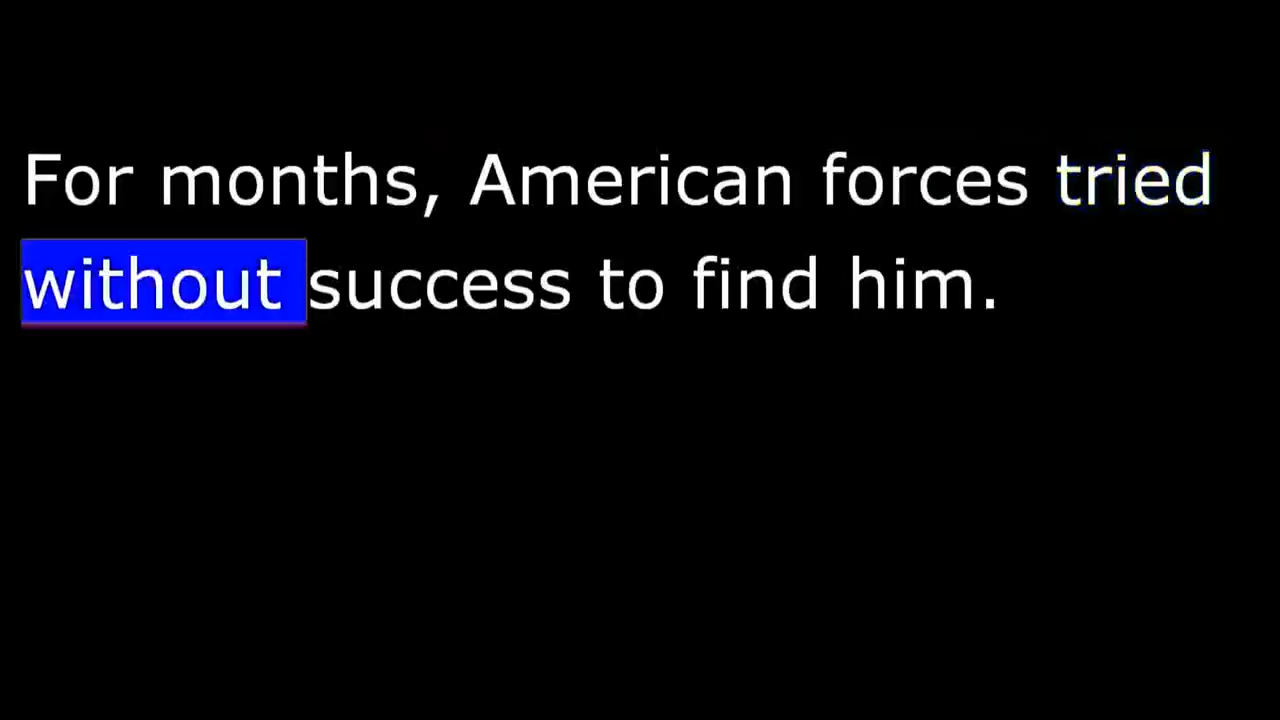 For months, American forces tried
without success to find him.